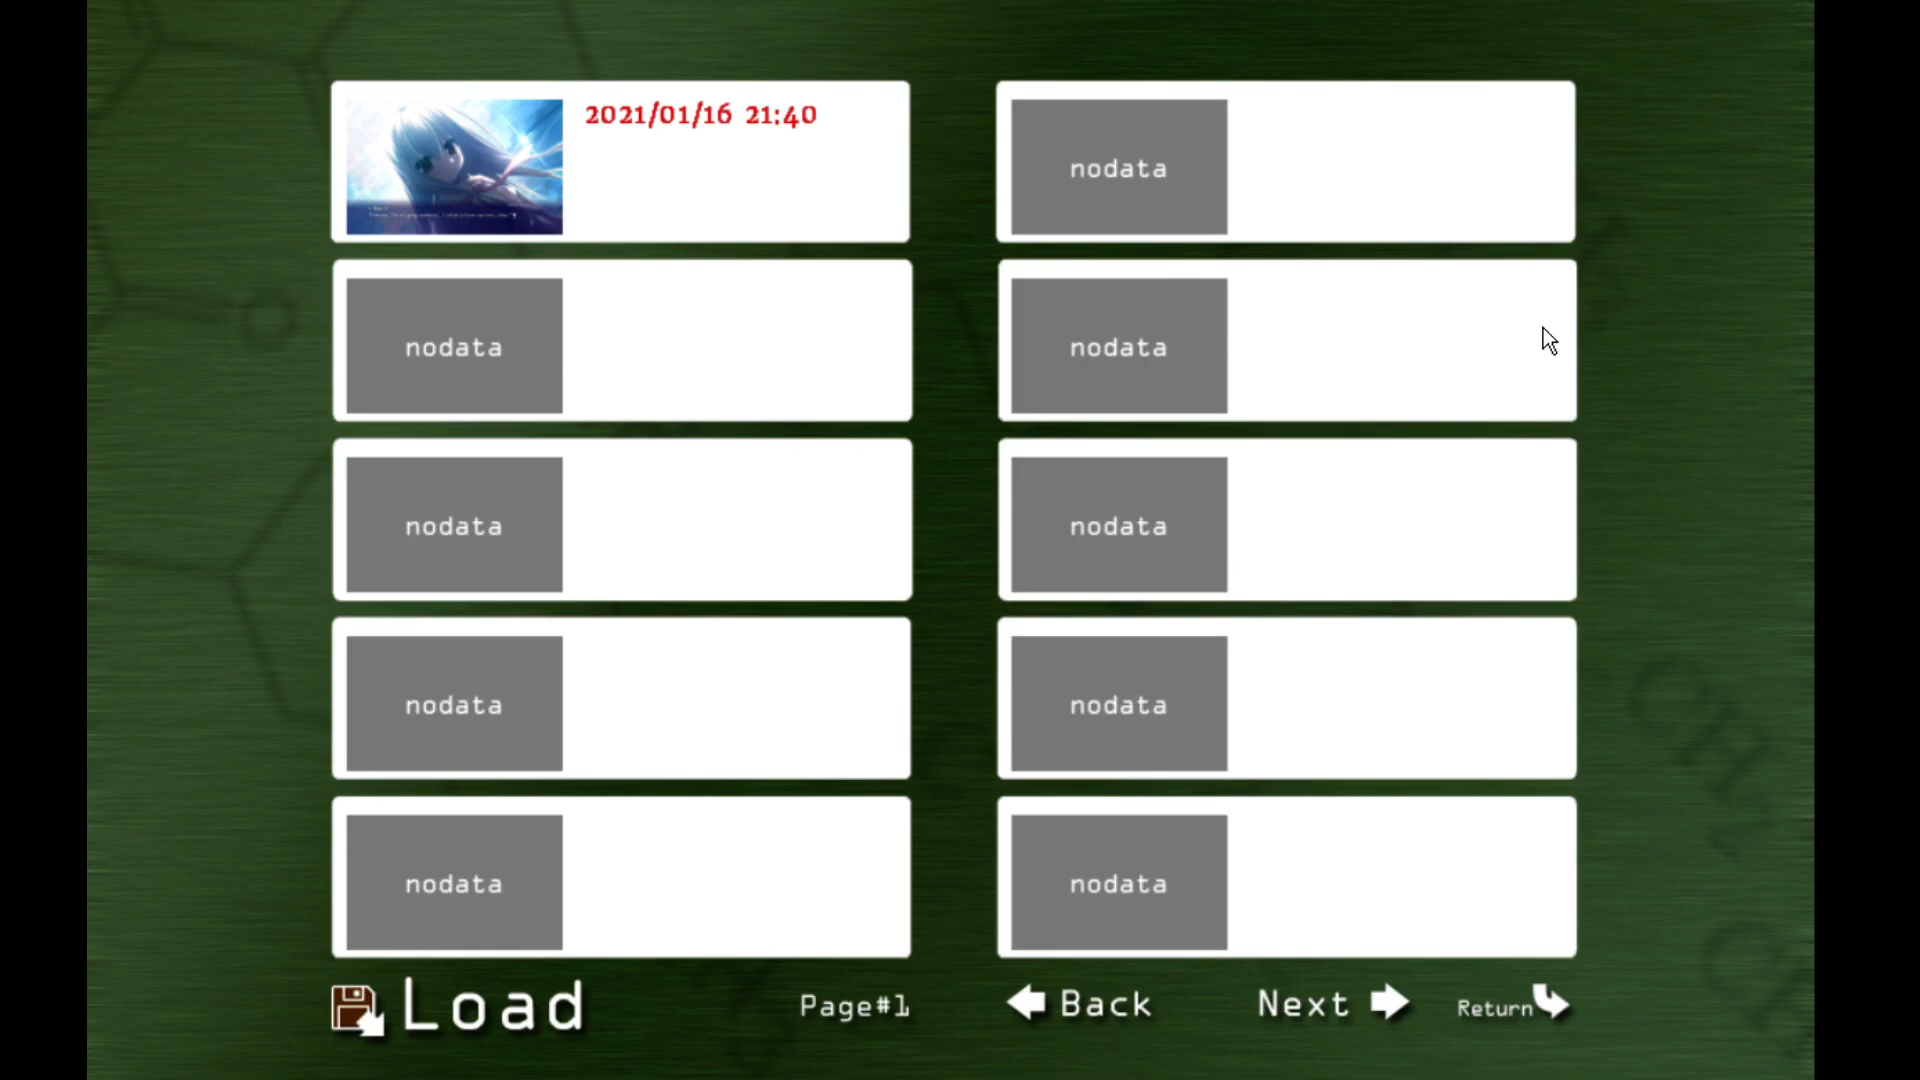 2021/01/16 21:40
nodata
nodata
nodata
nodata
nodata
nodata
nodata
nodata
nodata
Load
Page#1
Back
Next
Return